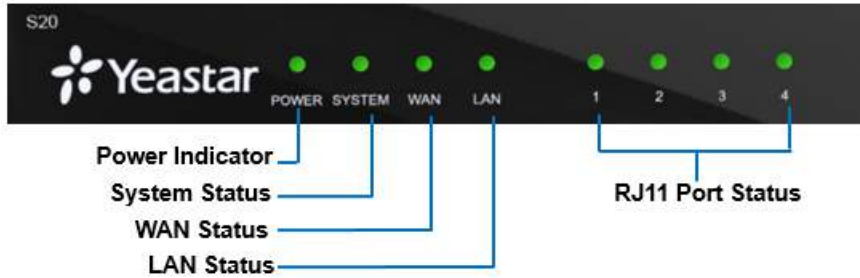 S20
Yeastar
POWER SYSTEM WAN LAN 1 2 3 4
Power Indicator
System Status
WAN Status
LAN Status
RJ11 Port Status